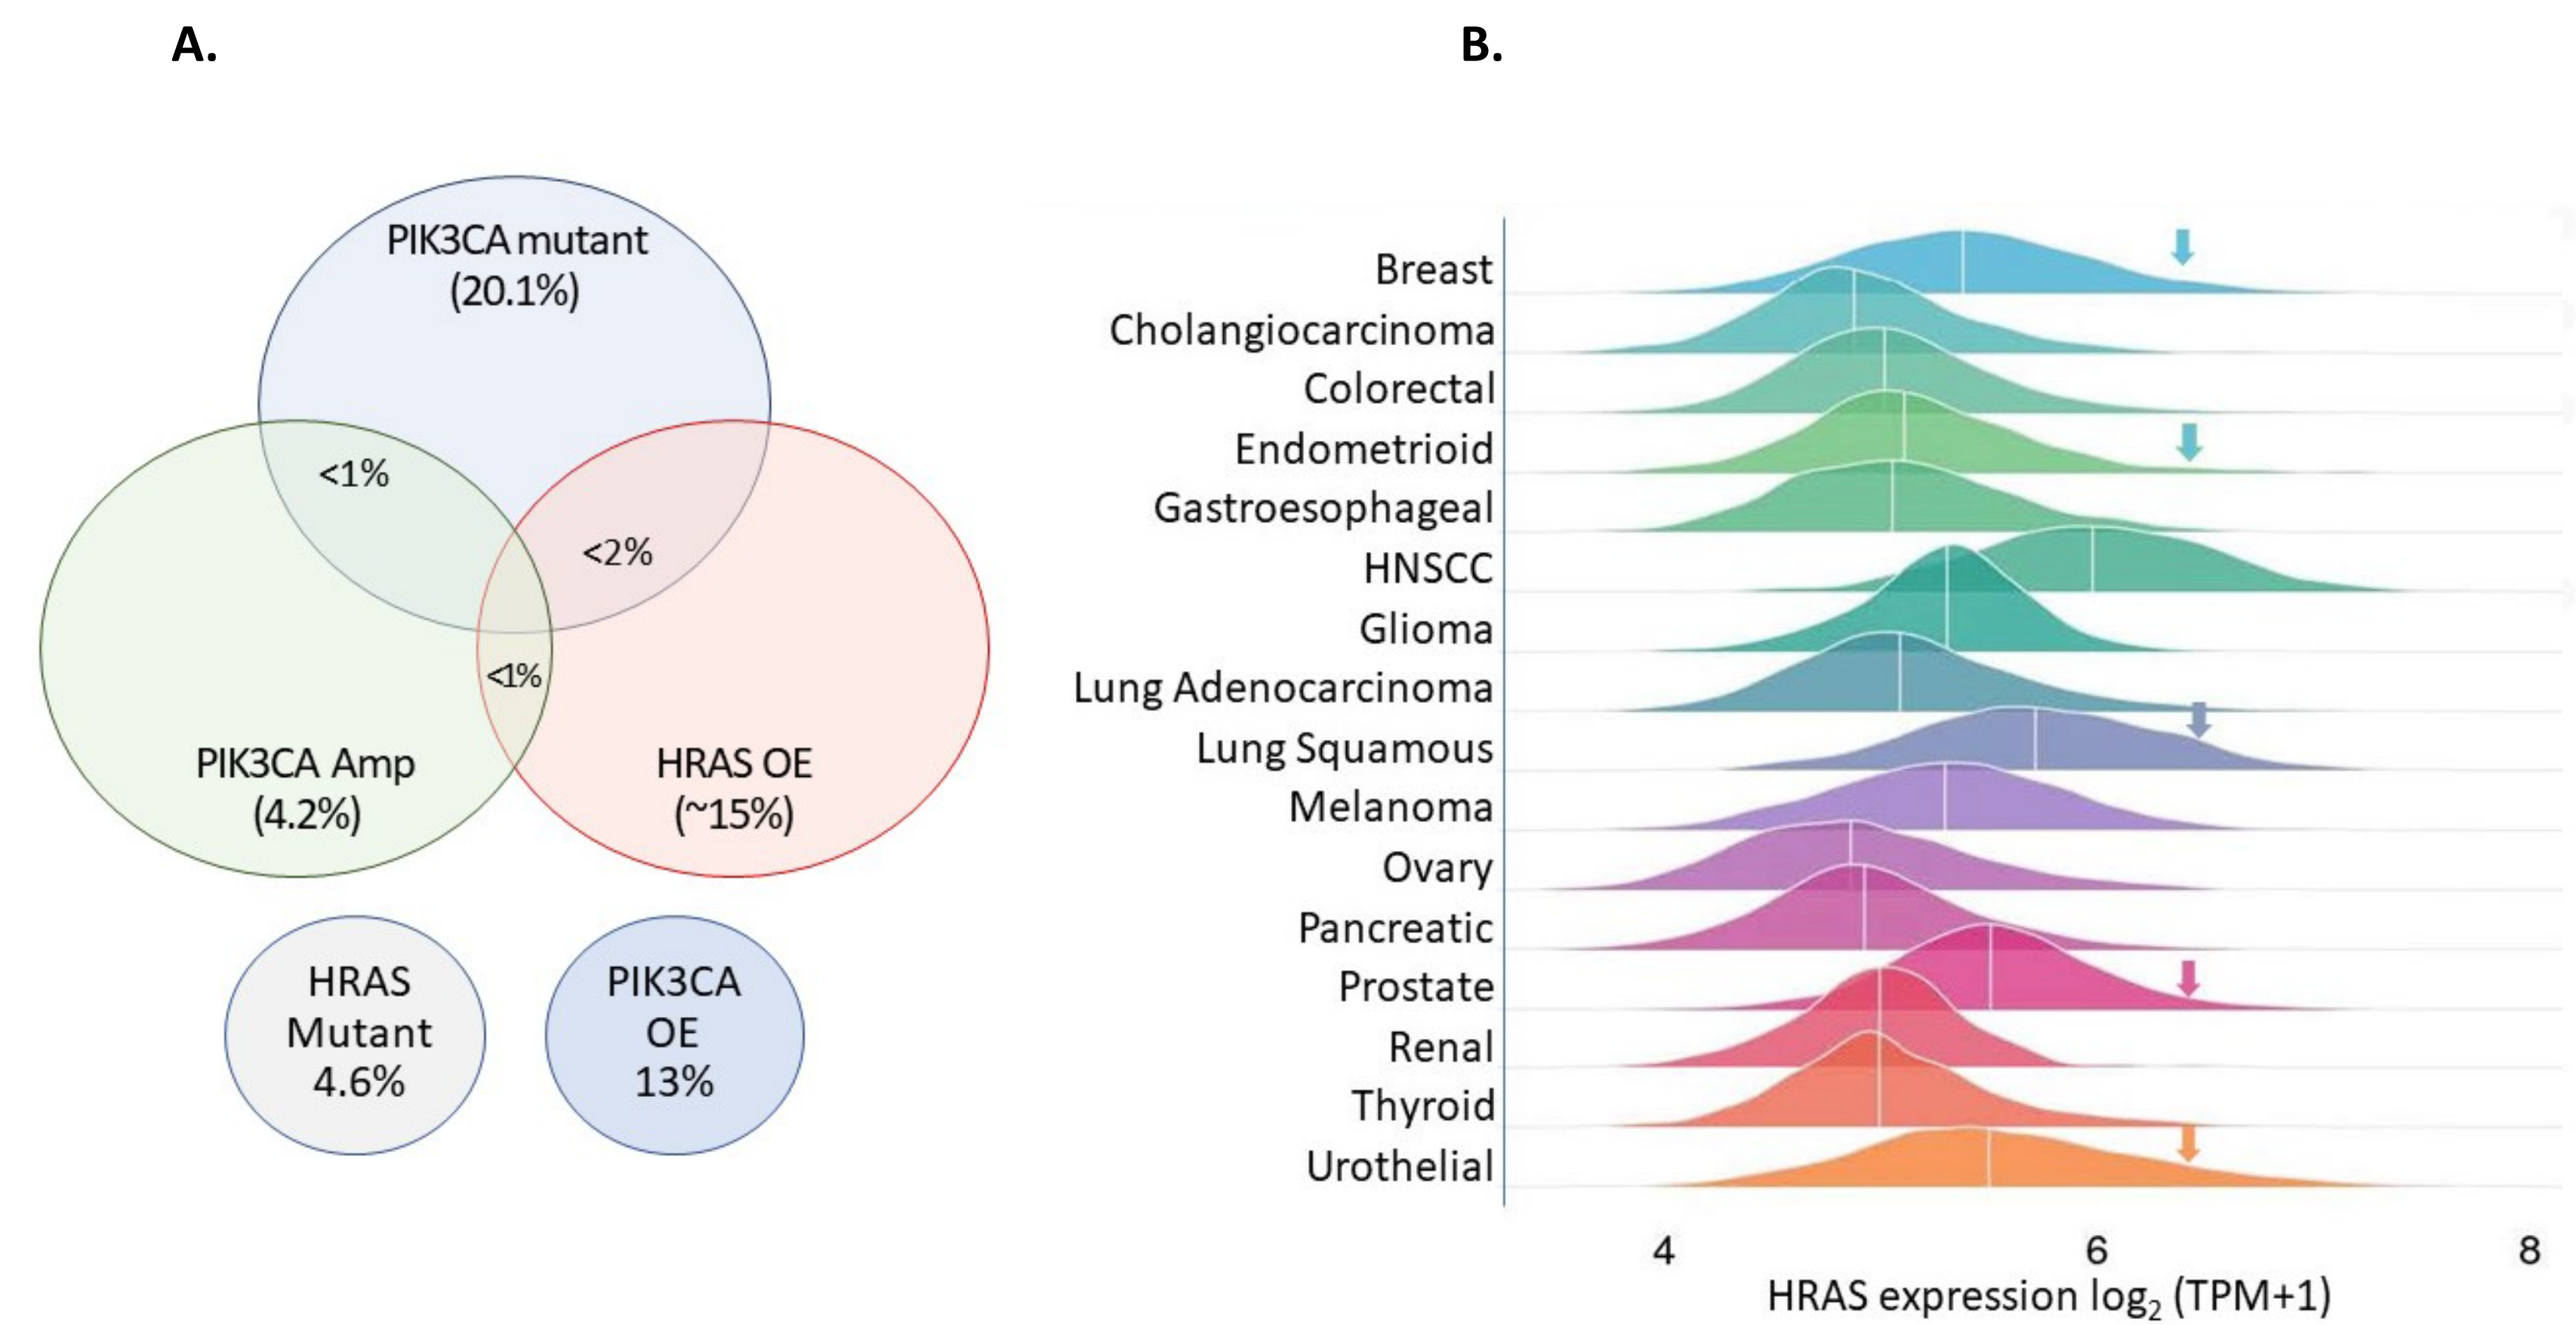 A.
PIK3CA mutant
(20.1%)
<1%
<2%
<1%
PIK3CA Amp
(4.2%)
HRAS OE
(~15%)
HRAS
Mutant
4.6%
PIK3CA
OE
13%
B.
Breast
Cholangiocarcinoma
Colorectal
Endometrioid
Gastroesophageal
HNSCC
Glioma
Lung Adenocarcinoma
Lung Squamous
Melanoma
Ovary
Pancreatic
Prostate
Renal
Thyroid
Urothelial
4 6 8
HRAS expression log₂ (TPM+1)